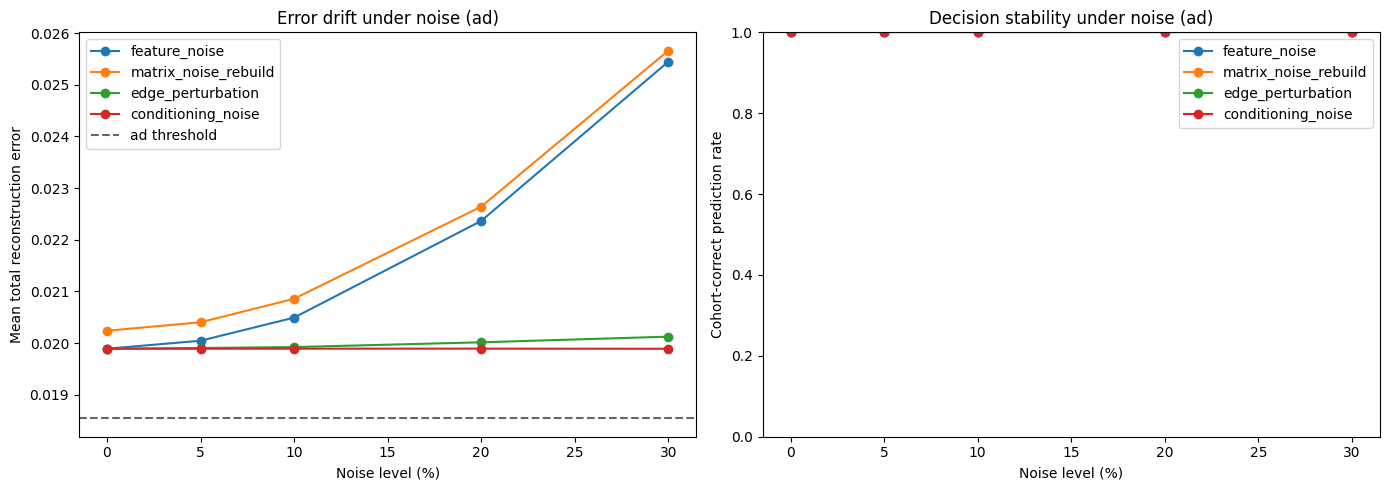 Error drift under noise (ad)
feature_noise
matrix_noise_rebuild
edge_perturbation
conditioning_noise
ad threshold
Mean total reconstruction error
0.026
0.025
0.024
0.023
0.022
0.021
0.020
0.019
0 5 10 15 20 25 30
Noise level (%)
Decision stability under noise (ad)
feature_noise
matrix_noise_rebuild
edge_perturbation
conditioning_noise
Cohort-correct prediction rate
1.0
0.8
0.6
0.4
0.2
0.0
0 5 10 15 20 25 30
Noise level (%)